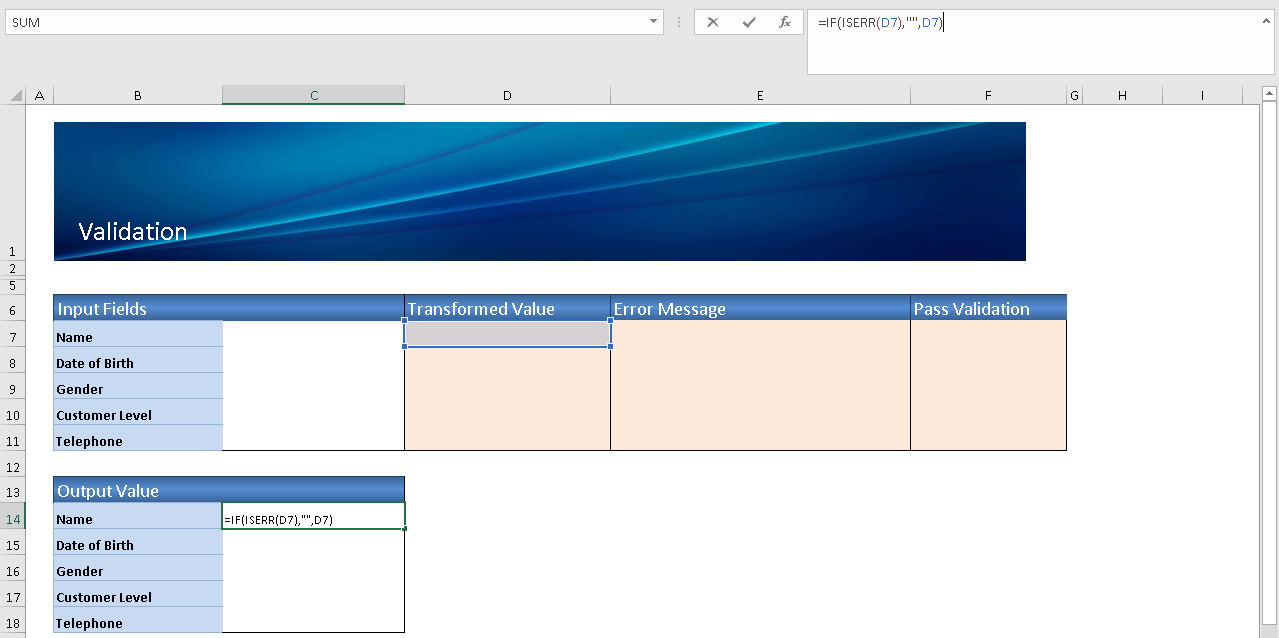 SUM
=IF(ISERR(D7),"",D7)
A B C D E F G H I
Validation
1
2
5
6 Input Fields Transformed Value Error Message Pass Validation
7 Name
8 Date of Birth
9 Gender
10 Customer Level
11 Telephone
12
13 Output Value
14 Name =IF(ISERR(D7),"",D7)
15 Date of Birth
16 Gender
17 Customer Level
18 Telephone